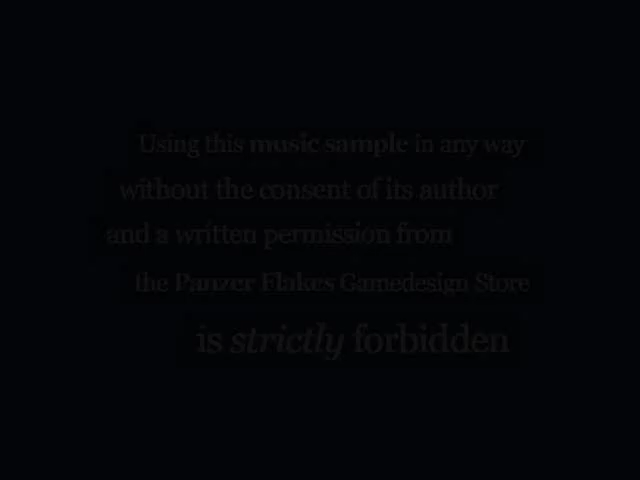 Using this music sample in any way
without the consent of its author
and a written permission from
the Panzer Flakes Gamedesign Store
is strictly forbidden